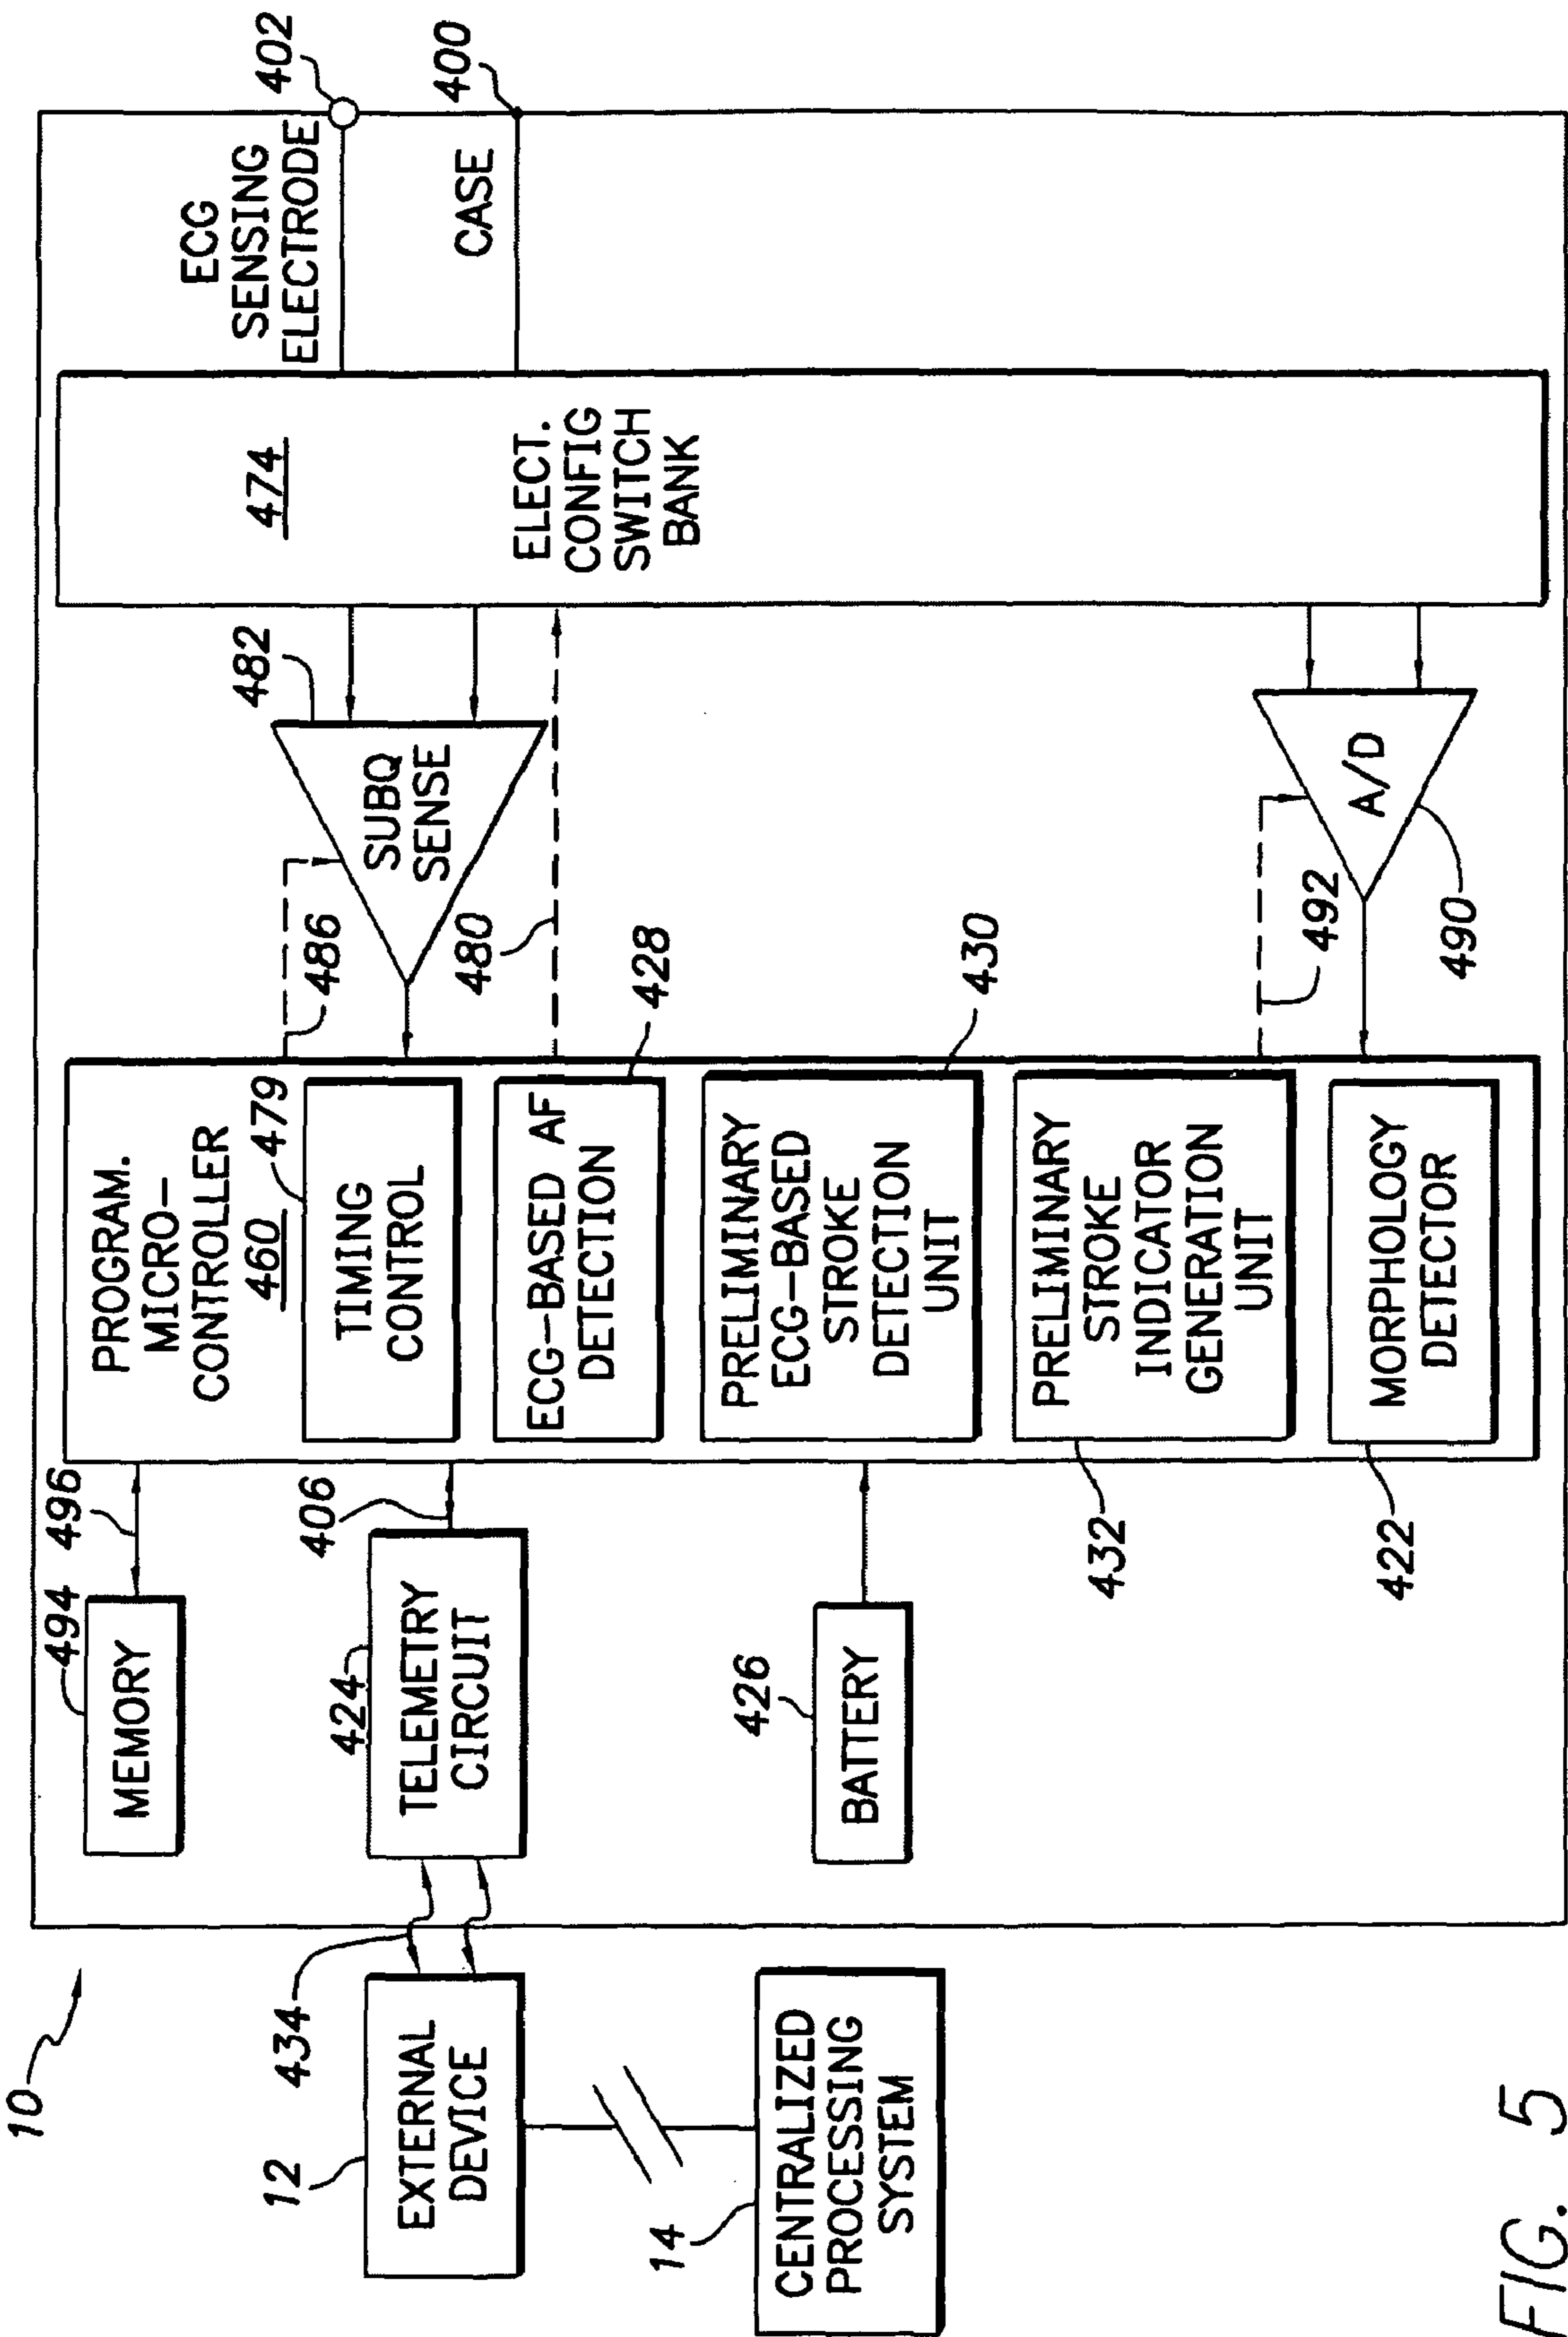 10
494
MEMORY
496
PROGRAM.
MICRO-
CONTROLLER
460
479
TIMING
CONTROL
486
482
SUBQ
SENSE
480
474
ELECT.
CONFIG
SWITCH
BANK
ECG
SENSING
ELECTRODE
402
CASE
400
12
EXTERNAL
DEVICE
434
424
TELEMETRY
CIRCUIT
406
ECG-BASED AF
DETECTION
428
14
CENTRALIZED
PROCESSING
SYSTEM
426
BATTERY
PRELIMINARY
ECG-BASED
STROKE
DETECTION
UNIT
430
432
PRELIMINARY
STROKE
INDICATOR
GENERATION
UNIT
422
MORPHOLOGY
DETECTOR
492
A/D
490
FIG. 5